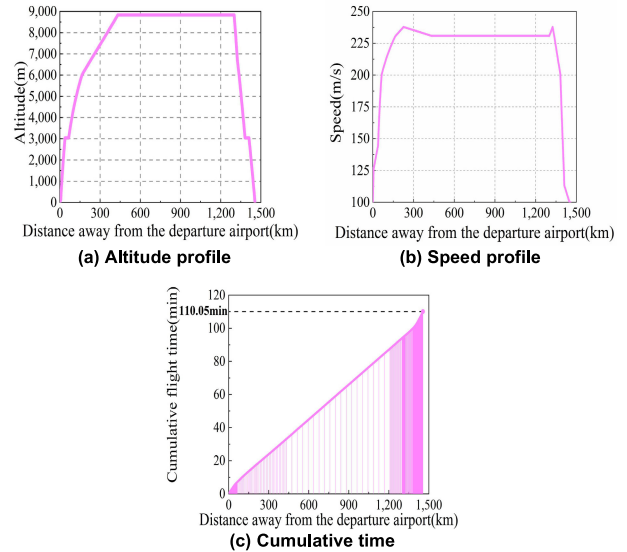 9,000
8,000
7,000
6,000
5,000
4,000
3,000
2,000
1,000
0
Altitude(m)
0 300 600 900 1,200 1,500
Distance away from the departure airport(km)
(a) Altitude profile
250
225
200
175
150
125
100
Speed(m/s)
0 300 600 900 1,200 1,500
Distance away from the departure airport(km)
(b) Speed profile
120
110.05min
100
80
60
40
20
0
Cumulative flight time(min)
0 300 600 900 1,200 1,500
Distance away from the departure airport(km)
(c) Cumulative time